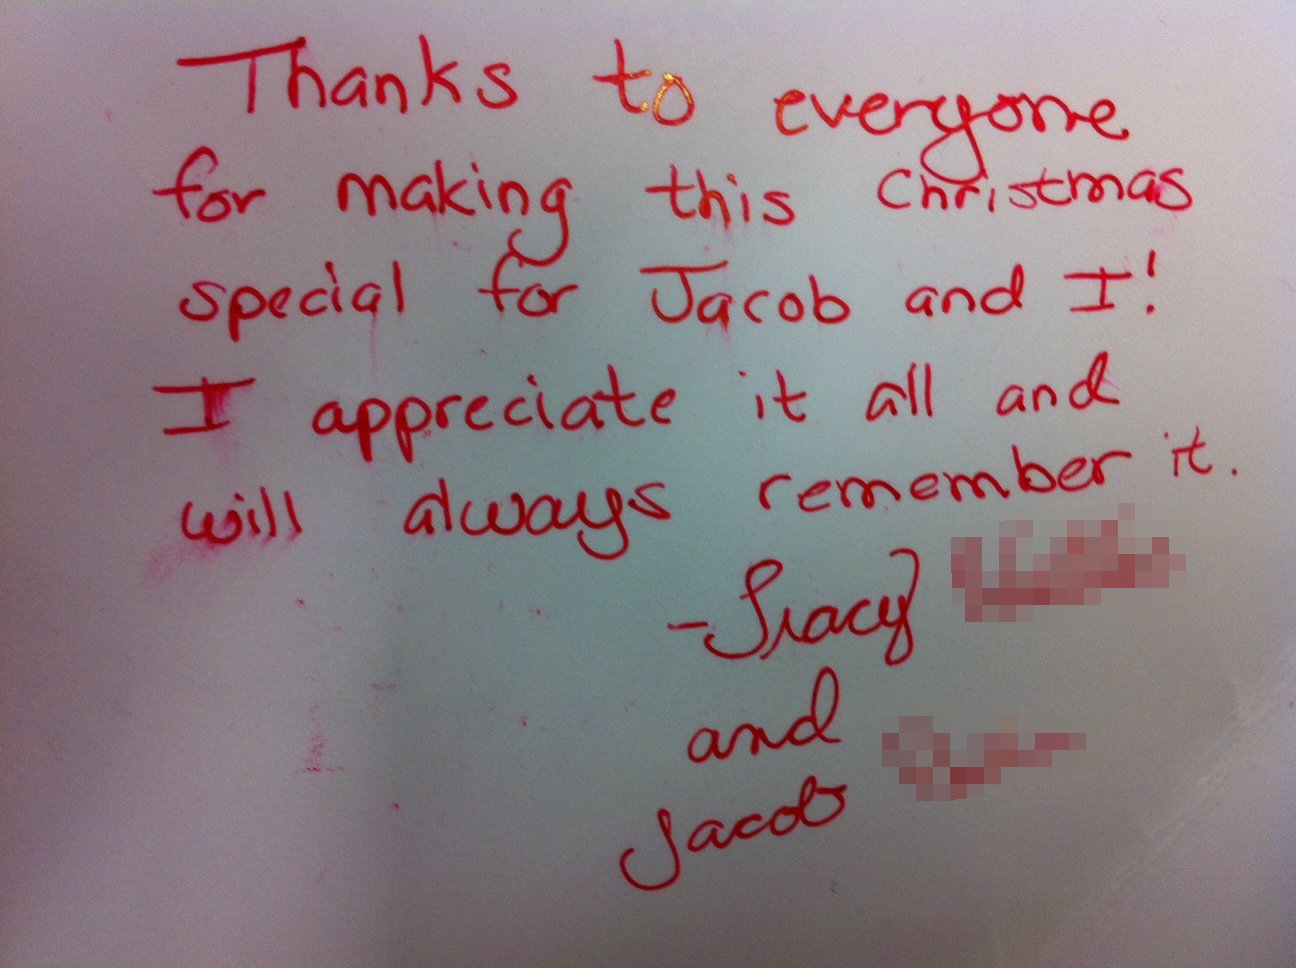 Thanks to everyone
for making this Christmas
special for Jacob and I!
I appreciate it all and
will always remember it.
-Tracy
and
Jacob